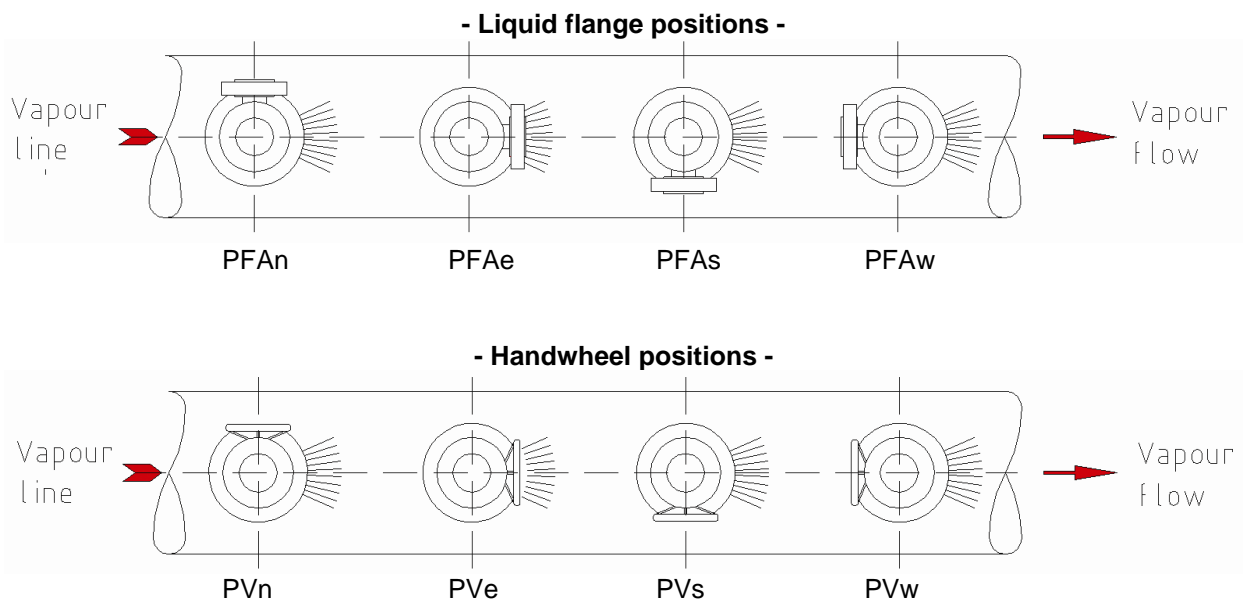 - Liquid flange positions -
Vapour
line
Vapour
flow
PFAn PFAe PFAs PFAw
- Handwheel positions -
Vapour
line
Vapour
flow
PVn PVe PVs PVw